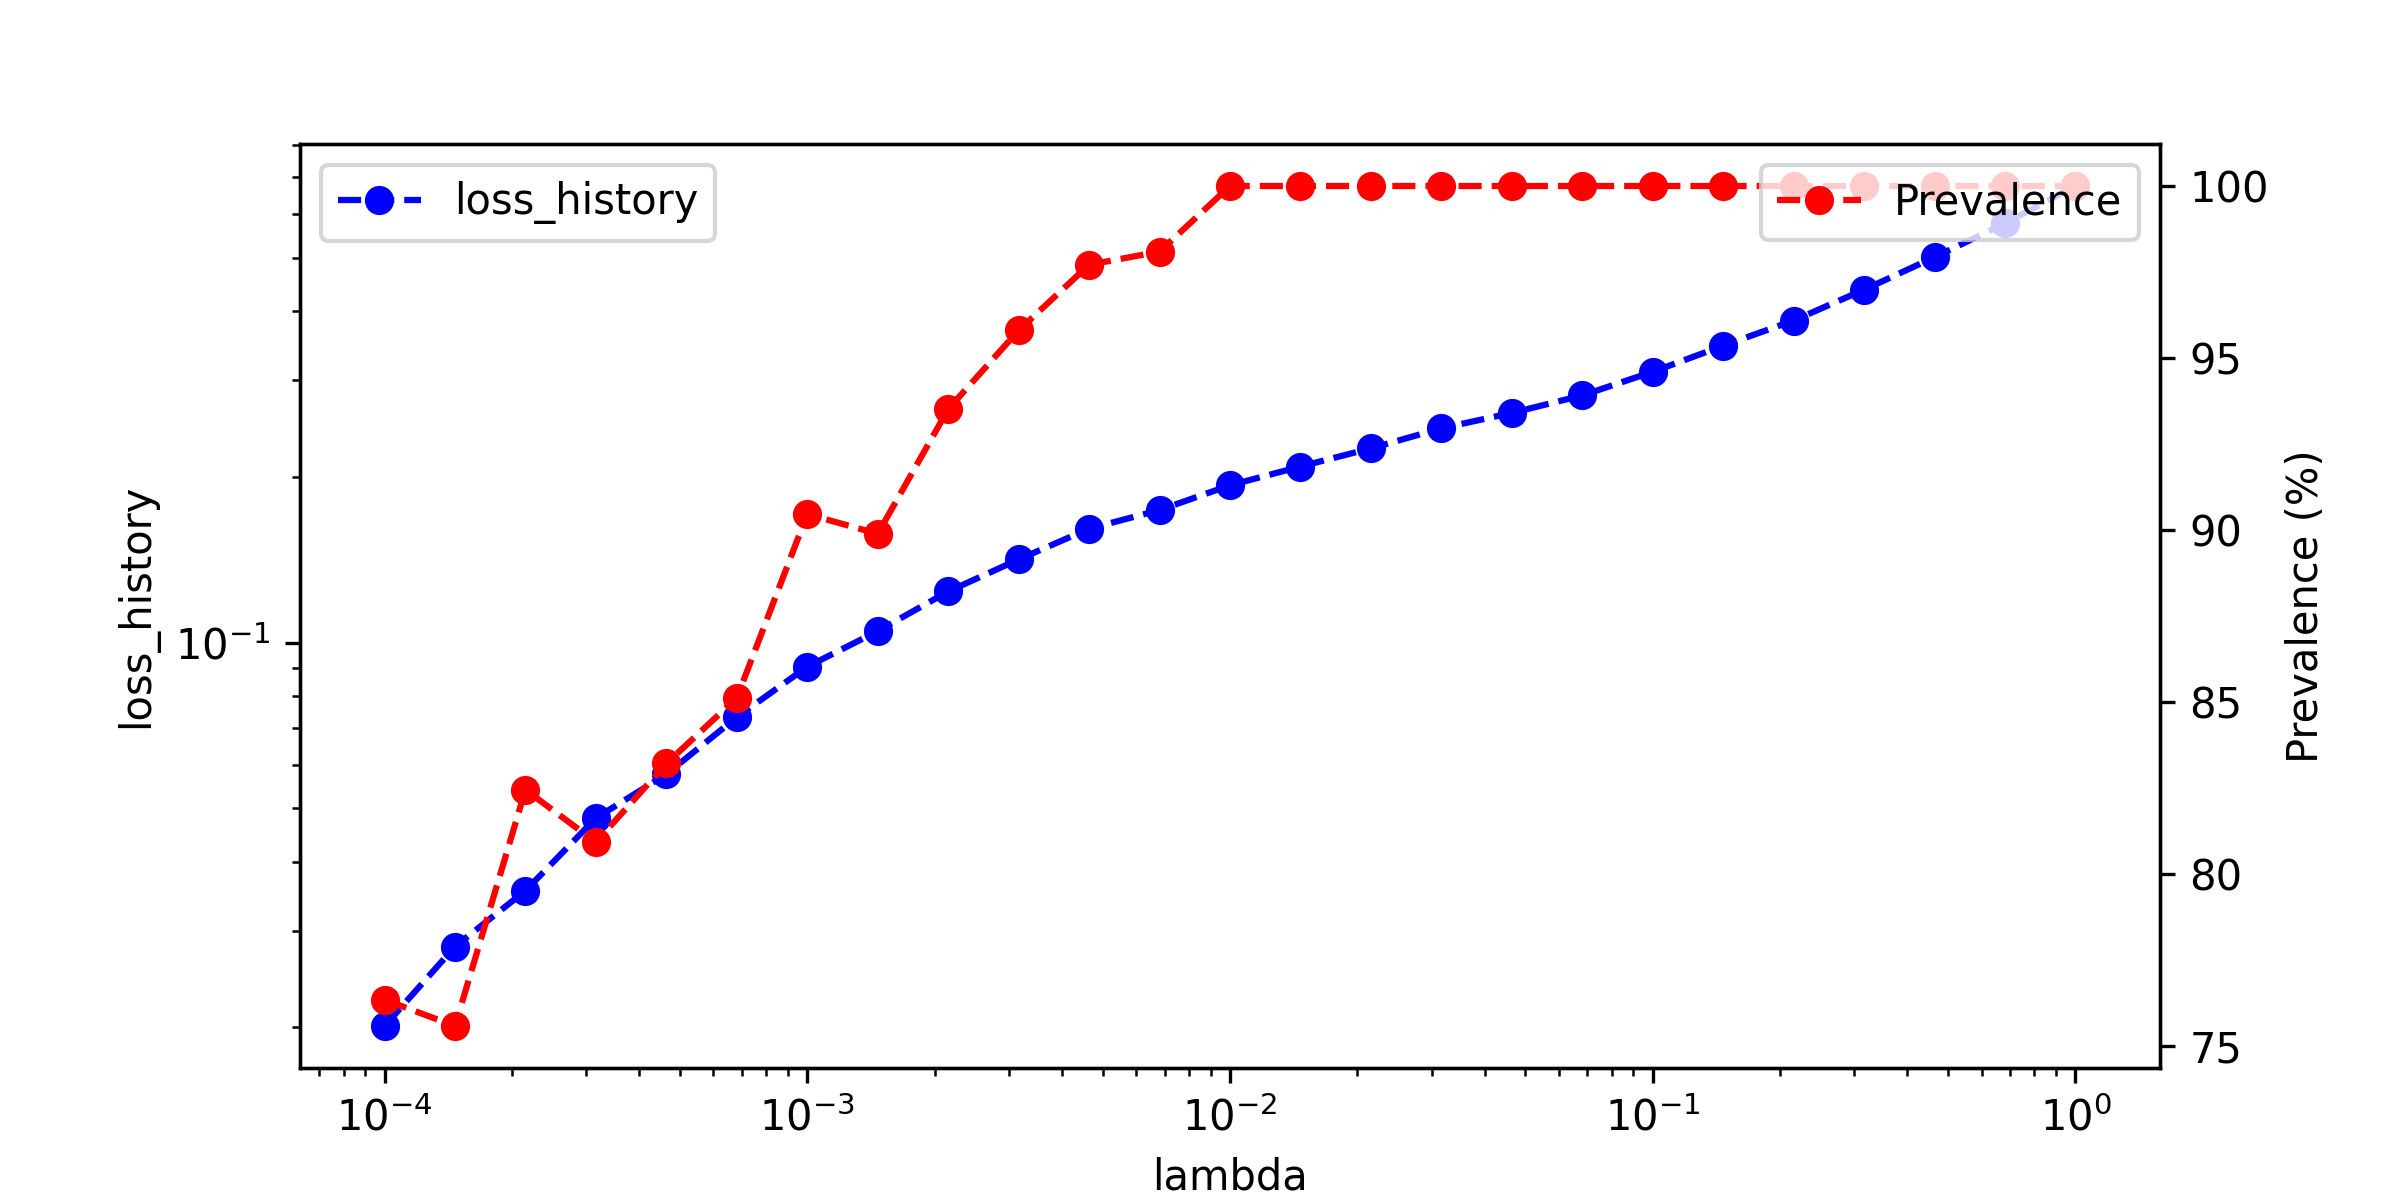 loss_history
Prevalence
100
95
90
85
80
75
10⁻¹
loss_history
Prevalence (%)
10⁻⁴
10⁻³
10⁻²
10⁻¹
10⁰
lambda